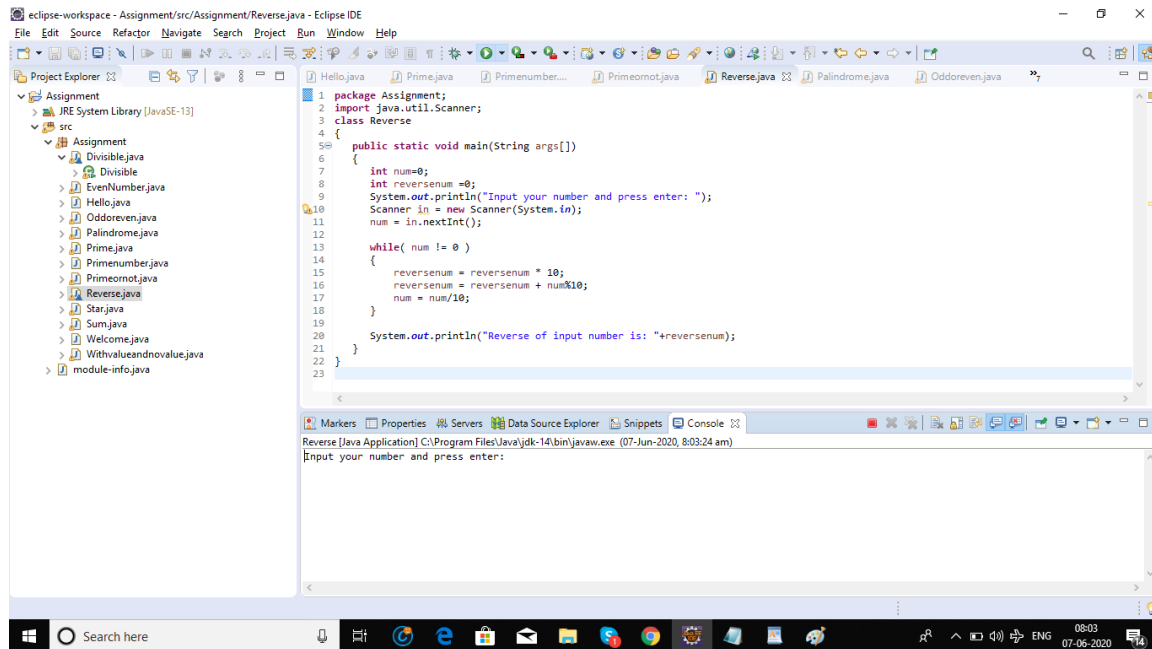 eclipse-workspace - Assignment/src/Assignment/Reverse.java - Eclipse IDE
File Edit Source Refactor Navigate Search Project Run Window Help
Project Explorer
Assignment
JRE System Library [JavaSE-13]
src
Assignment
Divisible.java
Divisible
EvenNumber.java
Hello.java
Oddoreven.java
Palindrome.java
Prime.java
Primenumber.java
Primeornot.java
Reverse.java
Star.java
Sum.java
Welcome.java
Withvalueandnovalue.java
module-info.java
Hello.java Prime.java Primenumber.... Primeornot.java Reverse.java Palindrome.java Oddoreven.java »7
1 package Assignment;
2 import java.util.Scanner;
3 class Reverse
4 {
5 public static void main(String args[])
6 {
7 int num=0;
8 int reversenum =0;
9 System.out.println("Input your number and press enter: ");
10 Scanner in = new Scanner(System.in);
11 num = in.nextInt();
12
13 while( num != 0 )
14 {
15 reversenum = reversenum * 10;
16 reversenum = reversenum + num%10;
17 num = num/10;
18 }
19
20 System.out.println("Reverse of input number is: "+reversenum);
21 }
22 }
23
Markers Properties Servers Data Source Explorer Snippets Console
Reverse [Java Application] C:\Program Files\Java\jdk-14\bin\javaw.exe (07-Jun-2020, 8:03:24 am)
Input your number and press enter:
Search here
ENG
08:03
07-06-2020
14